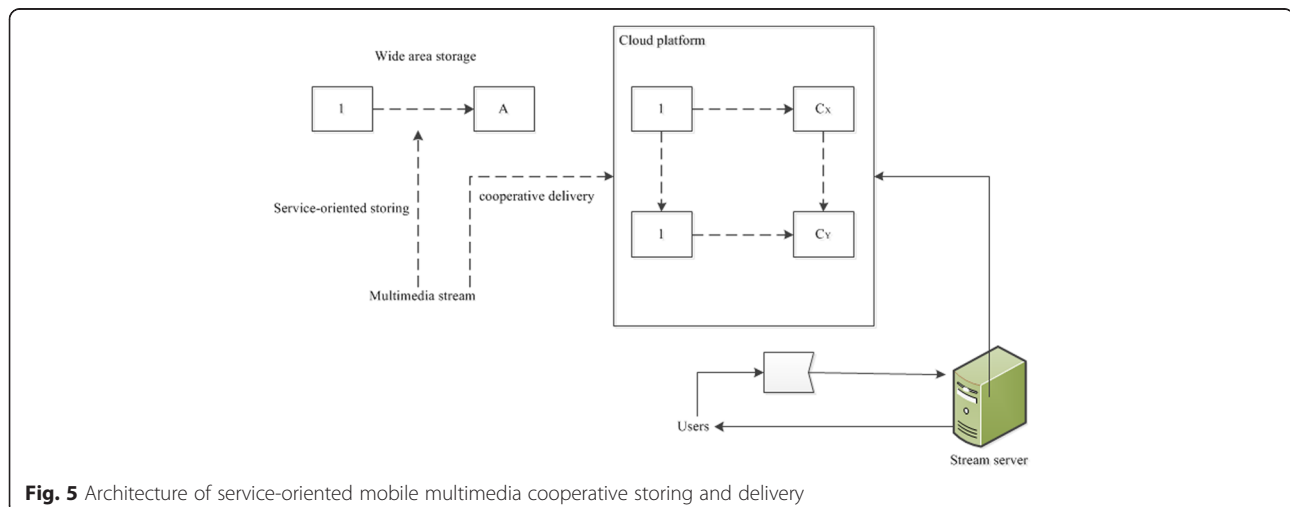 Cloud platform
Wide area storage
1
A
1
Cx
cooperative delivery
Service-oriented storing
1
CY
Multimedia stream
Users
Stream server
Fig. 5 Architecture of service-oriented mobile multimedia cooperative storing and delivery